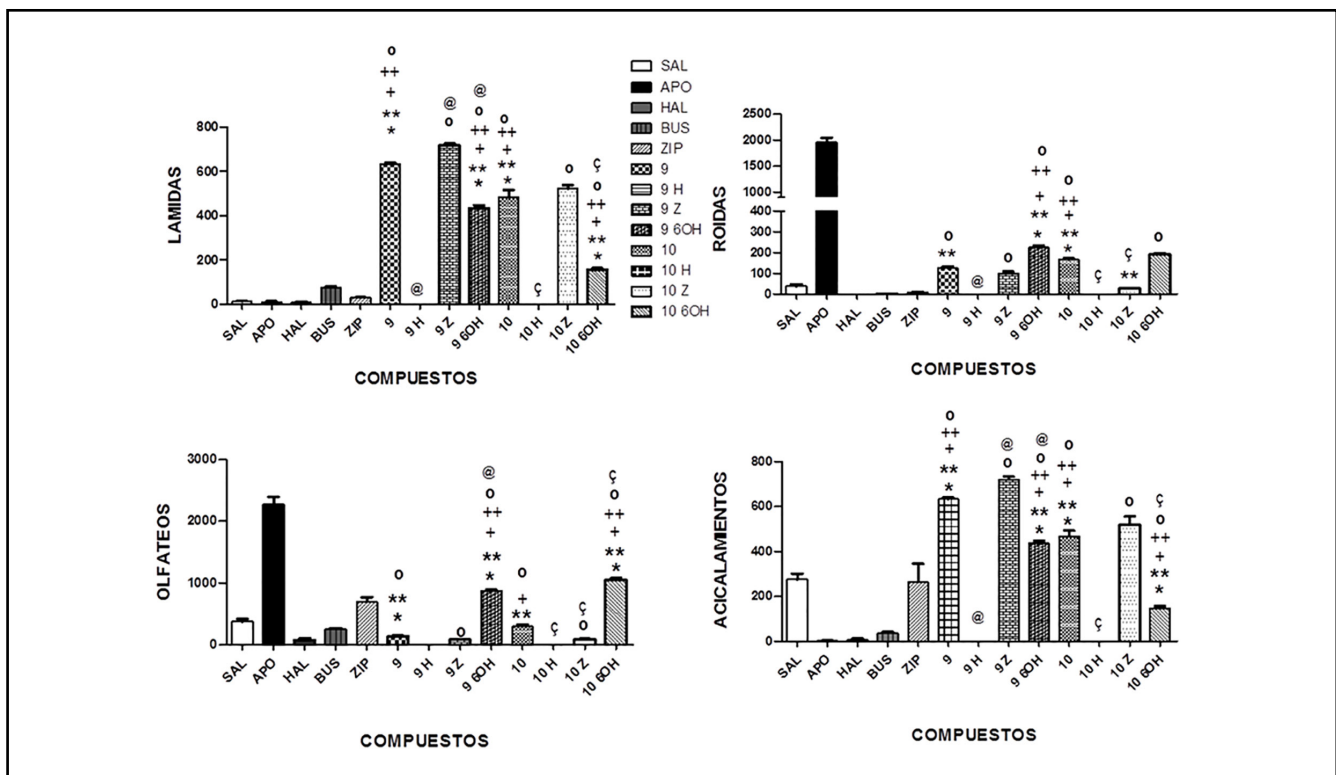 LAMIDAS
800
600
400
200
0
o
++
+
**
*
@
@
o
@
o
++
+
**
*
o
++
+
**
*
ç
o
ç
o
++
+
**
*
SAL
APO
HAL
BUS
ZIP
9
9 H
9 Z
9 6OH
10
10 H
10 Z
10 6OH
COMPUESTOS
SAL
APO
HAL
BUS
ZIP
9
9 H
9 Z
9 6OH
10
10 H
10 Z
10 6OH
ROIDAS
2500
2000
1500
1000
400
300
200
100
0
o
**
@
o
o
++
+
**
*
o
++
+
**
*
ç
ç
**
o
SAL
APO
HAL
BUS
ZIP
9
9 H
9 Z
9 6OH
10
10 H
10 Z
10 6OH
COMPUESTOS
OLFATEOS
3000
2000
1000
0
o
**
*
o
@
o
++
+
**
*
o
+
**
ç
ç
o
ç
o
++
+
**
*
SAL
APO
HAL
BUS
ZIP
9
9 H
9 Z
9 6OH
10
10 H
10 Z
10 6OH
COMPUESTOS
ACICALAMIENTOS
800
600
400
200
0
o
++
+
**
*
@
@
o
@
o
++
+
**
*
o
++
+
**
*
ç
o
ç
o
++
+
**
*
SAL
APO
HAL
BUS
ZIP
9
9 H
9 Z
9 6OH
10
10 H
10 Z
10 6OH
COMPUESTOS